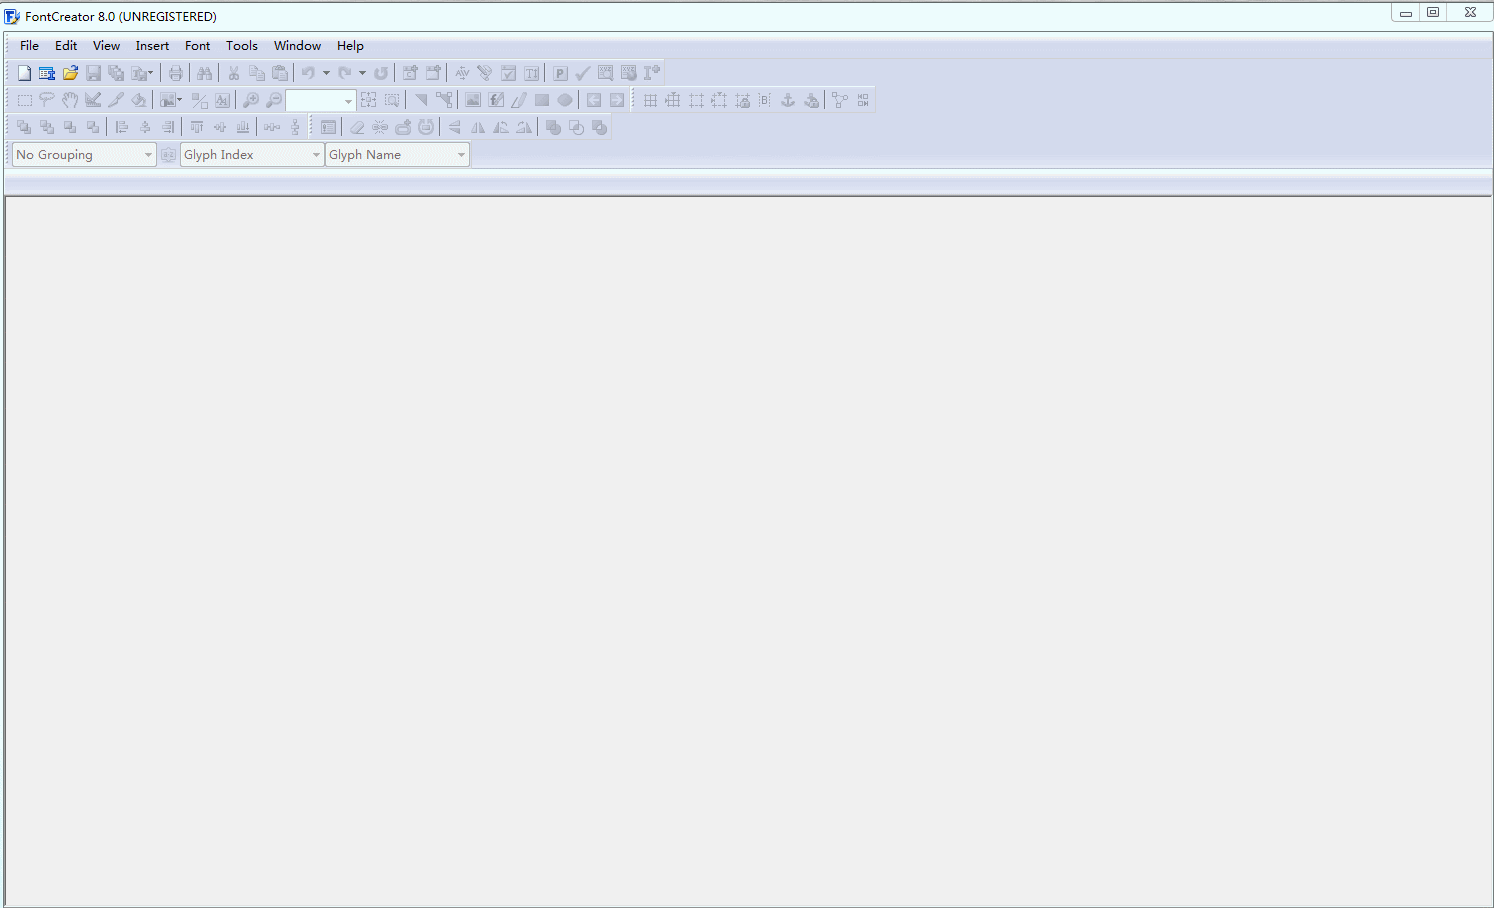 FontCreator 8.0 (UNREGISTERED)
File Edit View Insert Font Tools Window Help
No Grouping Glyph Index Glyph Name